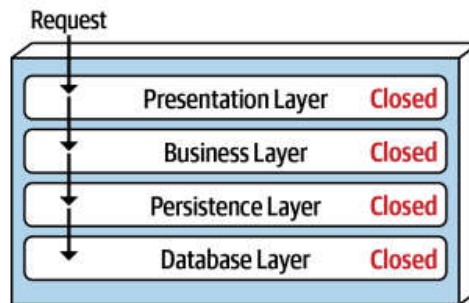 Request
Presentation Layer Closed
Business Layer Closed
Persistence Layer Closed
Database Layer Closed